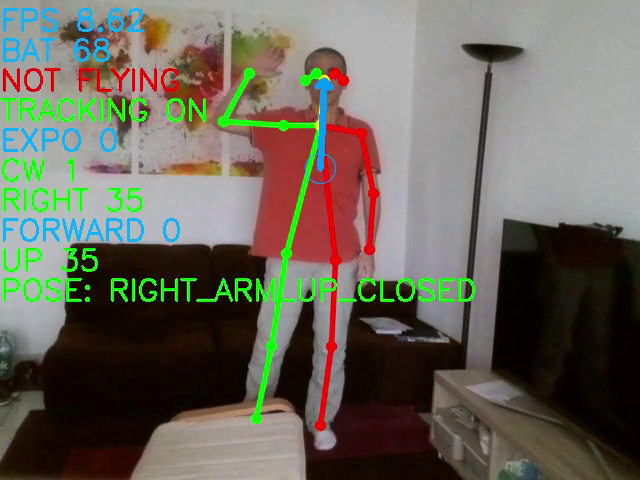 FPS 8.62
BAT 68
NOT FLYING
TRACKING ON
EXPO 0
CW 1
RIGHT 35
FORWARD 0
UP 35
POSE: RIGHT_ARM_UP_CLOSED